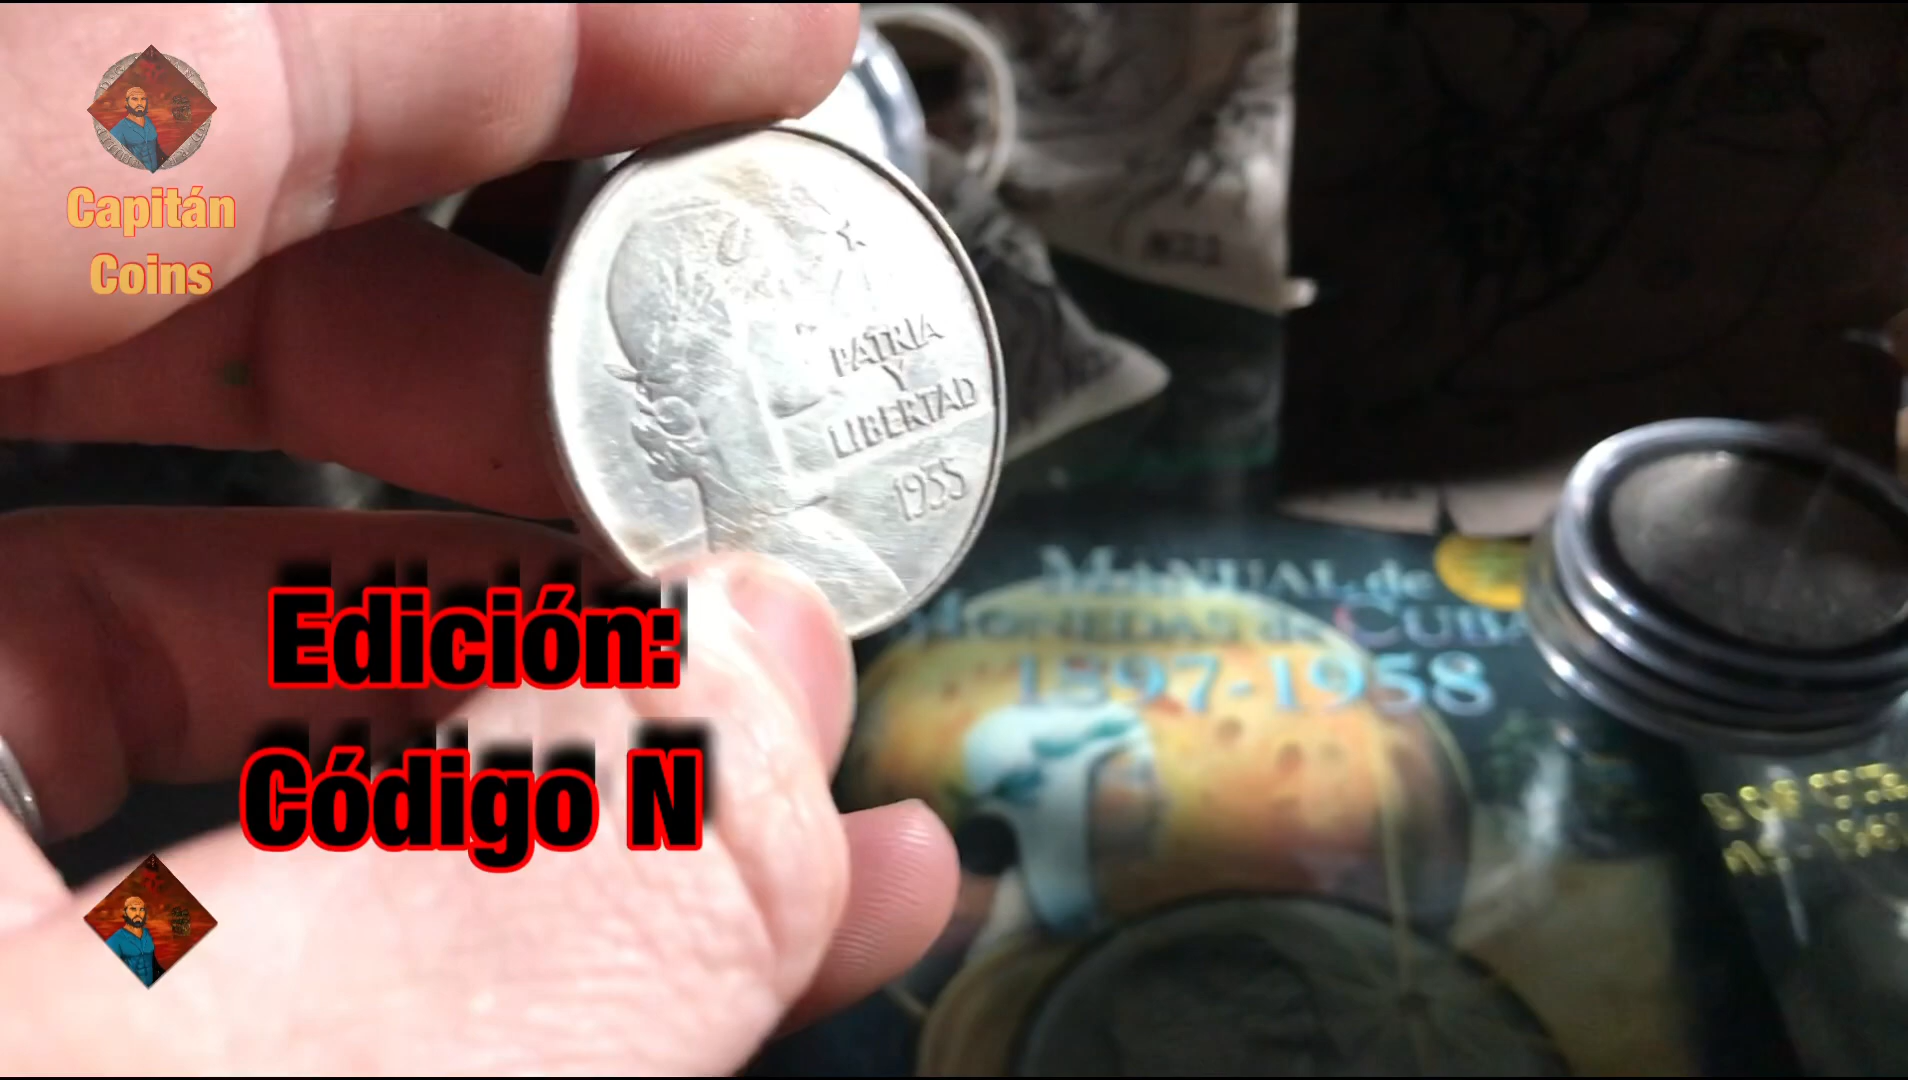 Capitán
Coins
PATRIA
Y
LIBERTAD
1935
Edición:
Código N
MANUAL de
MONEDAS de CUBA
1897-1958